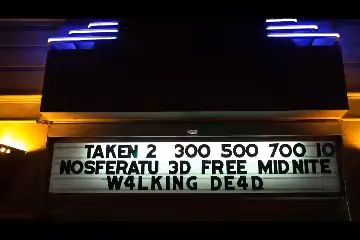 TAKEN 2 300 500 700 10
NOSFERATU 3D FREE MIDNITE
W4LKING DE4D